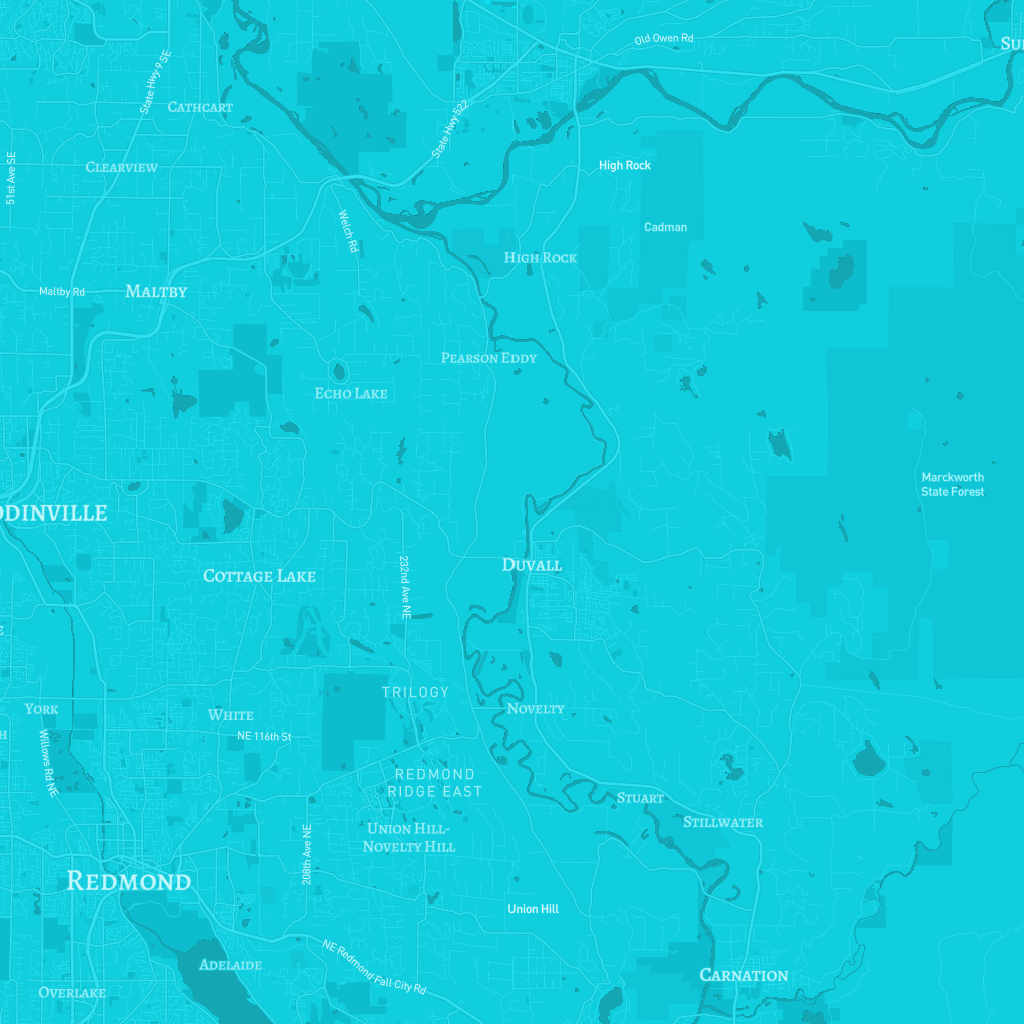 Old Owen Rd
State Hwy 9 SE
Cathcart
State Hwy 522
Clearview
High Rock
51st Ave SE
Cadman
Welch Rd
High Rock
Maltby Rd
Maltby
Pearson Eddy
Echo Lake
Marckworth
State Forest
Duvall
Cottage Lake
232nd Ave NE
TRILOGY
York
White
Novelty
NE 116th St
Willows Rd NE
REDMOND
RIDGE EAST
Stuart
Stillwater
Union Hill-
Novelty Hill
208th Ave NE
Redmond
Union Hill
Adelaide
NE Redmond Fall City Rd
Carnation
Overlake